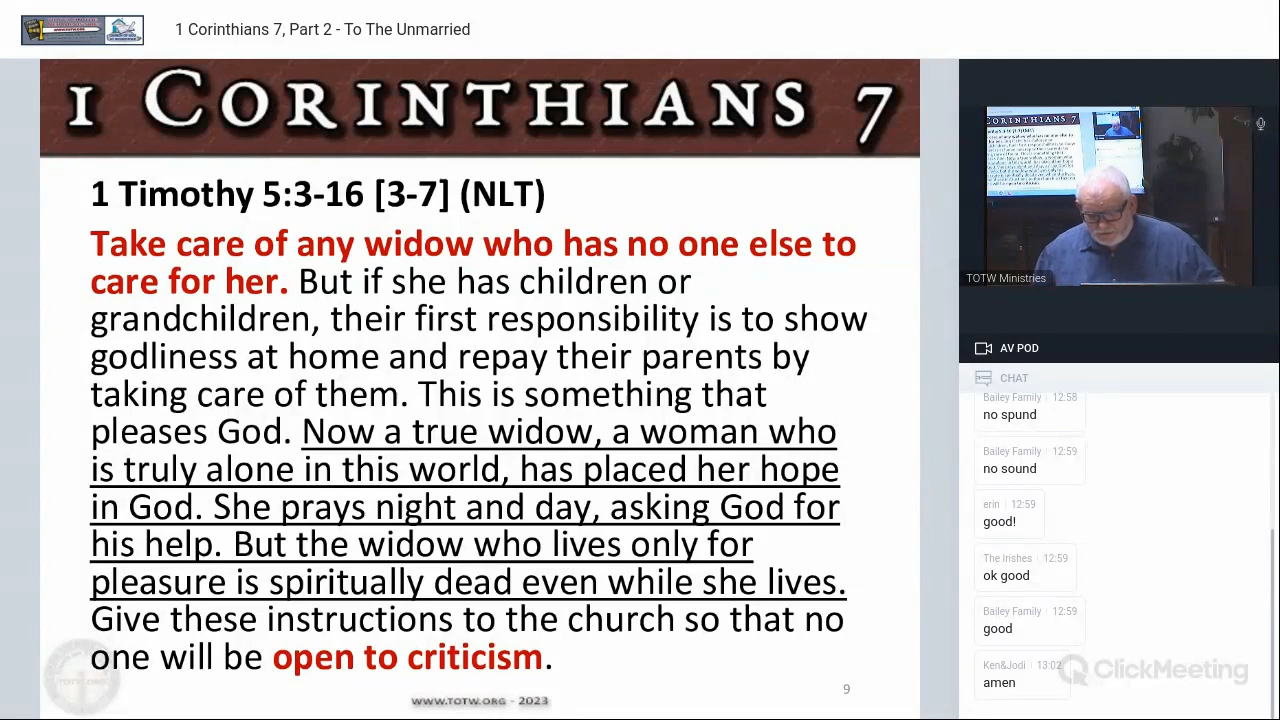 1 Corinthians 7, Part 2 - To The Unmarried
1 CORINTHIANS 7
1 Timothy 5:3-16 [3-7] (NLT)
Take care of any widow who has no one else to
care for her. But if she has children or
grandchildren, their first responsibility is to show
godliness at home and repay their parents by
taking care of them. This is something that
pleases God. Now a true widow, a woman who
is truly alone in this world, has placed her hope
in God. She prays night and day, asking God for
his help. But the widow who lives only for
pleasure is spiritually dead even while she lives.
Give these instructions to the church so that no
one will be open to criticism.
WWW.TOTW.ORG - 2023
9
TOTW Ministries
AV POD
CHAT
Bailey Family 12:58
no spund
Bailey Family 12:59
no sound
erin 12:59
good!
The Irishes 12:59
ok good
Bailey Family 12:59
good
Ken&Jodi 13:02
amen
ClickMeeting